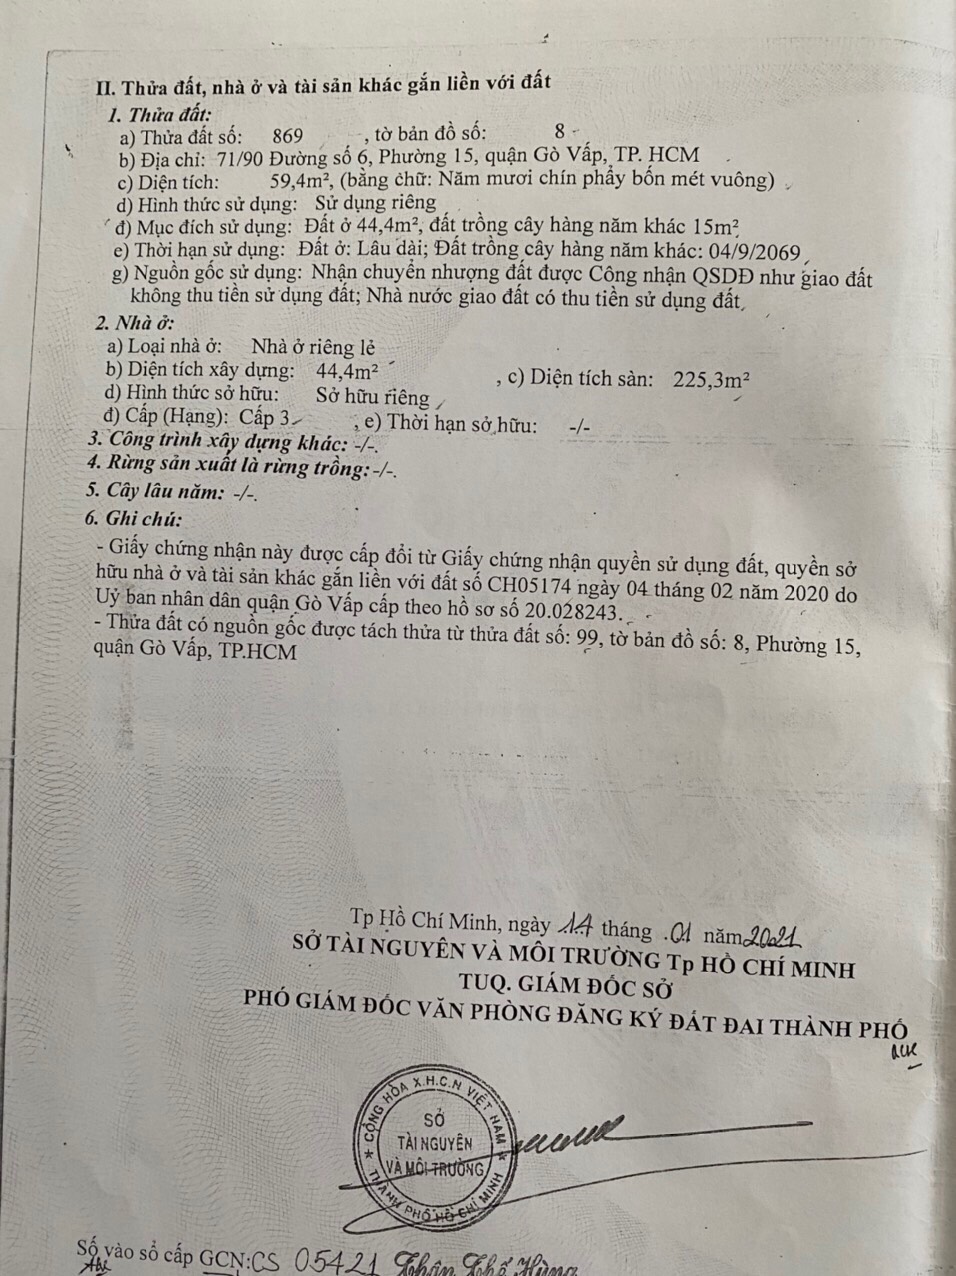 II. Thửa đất, nhà ở và tài sản khác gắn liền với đất
1. Thửa đất:
a) Thửa đất số: 869 , tờ bản đồ số: 8
b) Địa chỉ: 71/90 Đường số 6, Phường 15, quận Gò Vấp, TP. HCM
c) Diện tích: 59,4m², (bằng chữ: Năm mươi chín phẩy bốn mét vuông)
d) Hình thức sử dụng: Sử dụng riêng
đ) Mục đích sử dụng: Đất ở 44,4m², đất trồng cây hàng năm khác 15m²
e) Thời hạn sử dụng: Đất ở: Lâu dài; Đất trồng cây hàng năm khác: 04/9/2069
g) Nguồn gốc sử dụng: Nhận chuyển nhượng đất được Công nhận QSDĐ như giao đất
không thu tiền sử dụng đất; Nhà nước giao đất có thu tiền sử dụng đất
2. Nhà ở:
a) Loại nhà ở: Nhà ở riêng lẻ
b) Diện tích xây dựng: 44,4m² , c) Diện tích sàn: 225,3m²
d) Hình thức sở hữu: Sở hữu riêng
đ) Cấp (Hạng): Cấp 3 , e) Thời hạn sở hữu: -/-
3. Công trình xây dựng khác: -/-.
4. Rừng sản xuất là rừng trồng: -/-.
5. Cây lâu năm: -/-.
6. Ghi chú:
- Giấy chứng nhận này được cấp đổi từ Giấy chứng nhận quyền sử dụng đất, quyền sở
hữu nhà ở và tài sản khác gắn liền với đất số CH05174 ngày 04 tháng 02 năm 2020 do
Uỷ ban nhân dân quận Gò Vấp cấp theo hồ sơ số 20.028243.
- Thửa đất có nguồn gốc được tách thửa từ thửa đất số: 99, tờ bản đồ số: 8, Phường 15,
quận Gò Vấp, TP.HCM
Tp Hồ Chí Minh, ngày 14 tháng 01 năm 2021
SỞ TÀI NGUYÊN VÀ MÔI TRƯỜNG Tp HỒ CHÍ MINH
TUQ. GIÁM ĐỐC SỞ
PHÓ GIÁM ĐỐC VĂN PHÒNG ĐĂNG KÝ ĐẤT ĐAI THÀNH PHỐ
CỘNG HÒA X.H.C.N VIỆT NAM
SỞ
TÀI NGUYÊN
VÀ MÔI TRƯỜNG
THÀNH PHỐ HỒ CHÍ MINH
Số vào sổ cấp GCN:CS 05421 Thân Thế Hùng